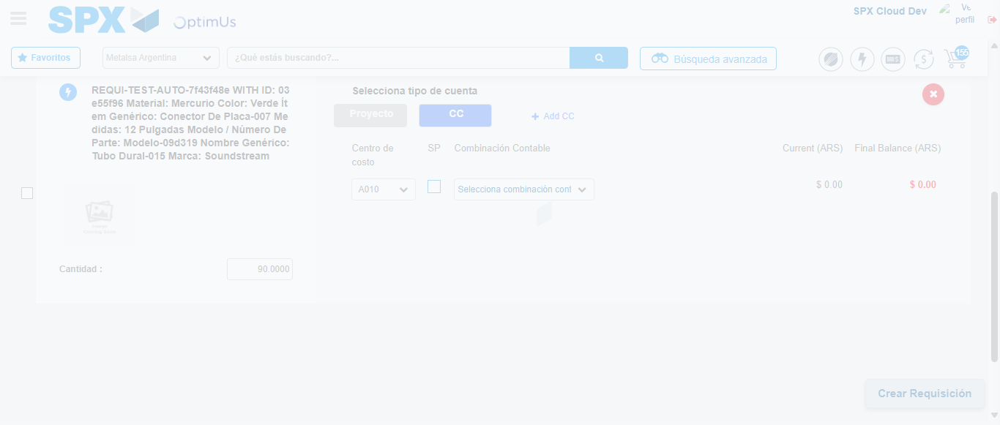 SPX
OptimUs
SPX Cloud Dev
perfil
Favoritos
Metalsa Argentina
¿Qué estás buscando?...
Búsqueda avanzada
155
REQUI-TEST-AUTO-7f43f48e WITH ID: 03
e55f96 Material: Mercurio Color: Verde Ít
em Genérico: Conector De Placa-007 Me
didas: 12 Pulgadas Modelo / Número De
Parte: Modelo-09d319 Nombre Genérico:
Tubo Dural-015 Marca: Soundstream
Cantidad :
90.0000
Selecciona tipo de cuenta
Proyecto
CC
Add CC
Centro de
costo
SP
Combinación Contable
Current (ARS)
Final Balance (ARS)
A010
Selecciona combinación cont
$ 0.00
$ 0.00
Crear Requisición